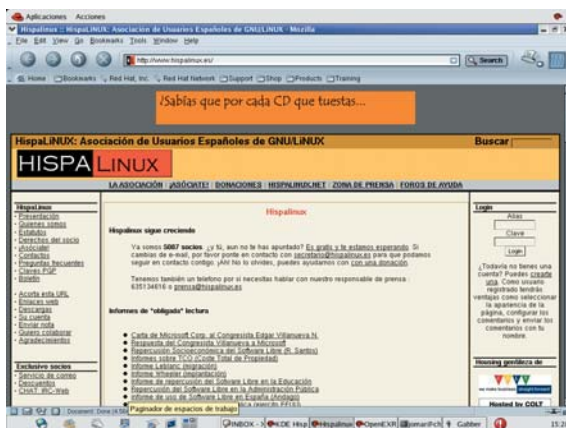 Aplicaciones Acciones
Hispalinux :: HispaLiNUX: Asociación de Usuarios Españoles de GNU/LiNUX - Mozilla
File Edit View Go Bookmarks Tools Window Help
http://www.hispalinux.es/ Search
Home Bookmarks Red Hat, Inc. Red Hat Network Support Shop Products Training
¿Sabías que por cada CD que tuestas...
HispaLiNUX: Asociación de Usuarios Españoles de GNU/LiNUX Buscar
HISPALINUX
LA ASOCIACIÓN | ¡ASÓCIATE! | DONACIONES | HISPALINUX.NET | ZONA DE PRENSA | FOROS DE AYUDA
HispaLinux
Presentación
Quienes somos
Estatutos
Derechos del socio
¡Asóciate!
Contactos
Preguntas frecuentes
Claves PGP
Boletín
Acorta esta URL
Enlaces web
Descargas
Su cuenta
Enviar nota
Quiero colaborar
Agradecimientos
Exclusivo socios
Servicio de correo
Descuentos
CHAT IRC-Web
Hispalinux
Hispalinux sigue creciendo
Ya vomos 5087 socios ¿y tú, aun no te has apuntado? Es gratis y te estamos esperando. Si
cambias de e-mail, por favor ponte en contacto con secretario@hispalinux.es para que podamos
seguir en contacto contigo. ¡Ah! No lo olvides, puedes ayudarnos con con una donación.
Tenemos también un telefono por si necesitas hablar con nuestro responsable de prensa :
635134616 o prensa@hispalinux.es
Informes de "obligada" lectura
Carta de Microsoft Corp. al Congresista Edgar Villanueva N.
Respuesta del Congresista Villanueva a Microsoft
Repercusión Socioeconómica del Software Libre (R. Santos)
Informes sobre TCO (Coste Total de Propiedad)
Informe Leblanc (migración)
Informe Wheeler (implantación)
Informe de repercusión del Software Libre en la Educación
Repercusión Software Libre en la Administración Pública
Informe de uso de Software Libre en España (Andago)
Login
Alias
Clave
Login
¿Todavía no tienes una
cuenta? Puedes crearte
una. Como usuario
registrado tendrás
ventajas como seleccionar
la apariencia de la
página, configurar los
comentarios y enviar los
comentarios con tu
nombre.
Housing gentileza de
VVVV
Hosted by COLT
Document: Done
Paginador de espacios de trabajo
INBOX - KDE Hisp Hispalinux OpenEXR Gabber 15:2